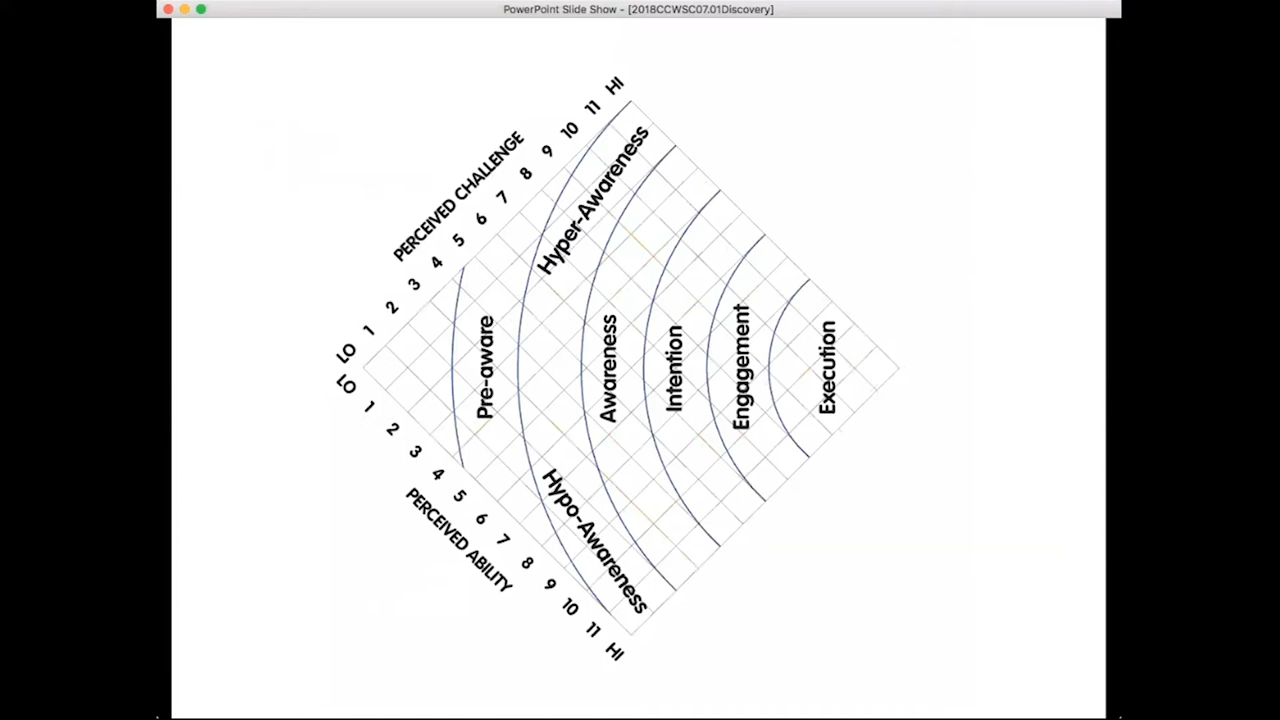 PowerPoint Slide Show - [2018CCWSC07.01Discovery]
PERCEIVED CHALLENGE
LO 1 2 3 4 5 6 7 8 9 10 11 HI
LO 1 2 3 4 5 6 7 8 9 10 11 HI
PERCEIVED ABILITY
Pre-aware
Hyper-Awareness
Hypo-Awareness
Awareness
Intention
Engagement
Execution